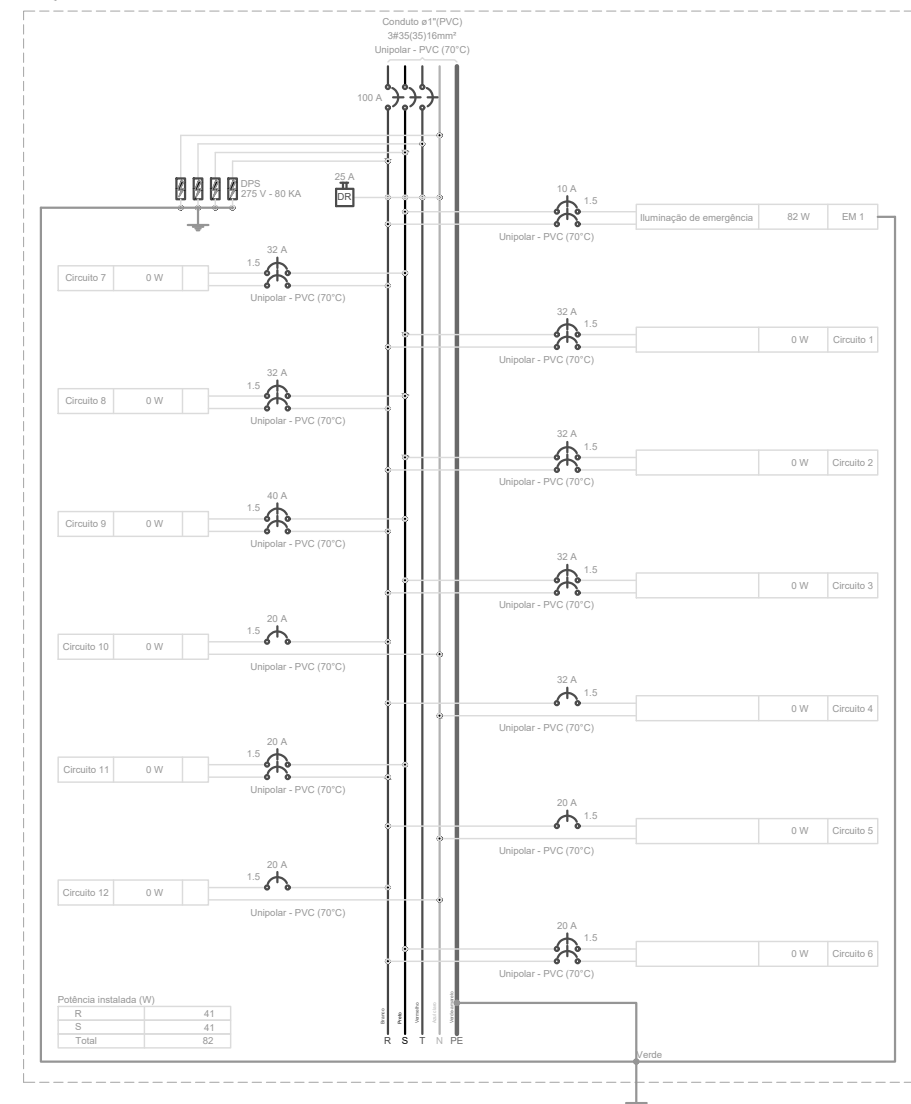 Conduto ø1"(PVC)
3#35(35)16mm²
Unipolar - PVC (70°C)
100 A
DPS
275 V - 80 KA
25 A
DR
10 A
1.5
Unipolar - PVC (70°C)
Iluminação de emergência 82 W EM 1
32 A
1.5
Circuito 7 0 W
Unipolar - PVC (70°C)
32 A
1.5
Circuito 1 0 W
Unipolar - PVC (70°C)
32 A
1.5
Circuito 8 0 W
Unipolar - PVC (70°C)
32 A
1.5
0 W Circuito 2
Unipolar - PVC (70°C)
40 A
1.5
Circuito 9 0 W
Unipolar - PVC (70°C)
32 A
1.5
0 W Circuito 3
Unipolar - PVC (70°C)
20 A
1.5
Circuito 10 0 W
Unipolar - PVC (70°C)
32 A
1.5
0 W Circuito 4
Unipolar - PVC (70°C)
20 A
1.5
Circuito 11 0 W
Unipolar - PVC (70°C)
20 A
1.5
0 W Circuito 5
Unipolar - PVC (70°C)
20 A
1.5
Circuito 12 0 W
Unipolar - PVC (70°C)
20 A
1.5
0 W Circuito 6
Unipolar - PVC (70°C)
Potência instalada (W)
R 41
S 41
Total 82
Branco
Preto
Vermelho
R S T N PE
Verde